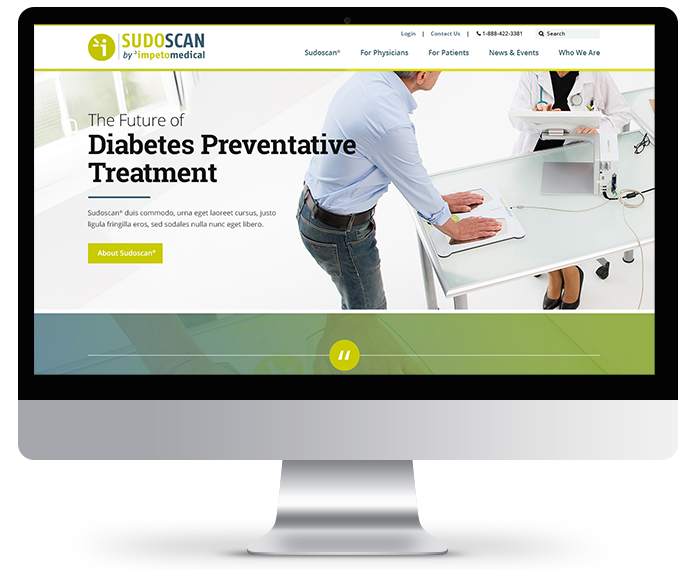 Login | Contact Us | 1-888-422-3381 Search
SUDOSCAN
by impetomedical
Sudoscan® For Physicians For Patients News & Events Who We Are
The Future of
Diabetes Preventative
Treatment
Sudoscan® duis commodo, urna eget laoreet cursus, justo
ligula fringilla eros, sed sodales nulla nunc eget libero.
About Sudoscan®
"